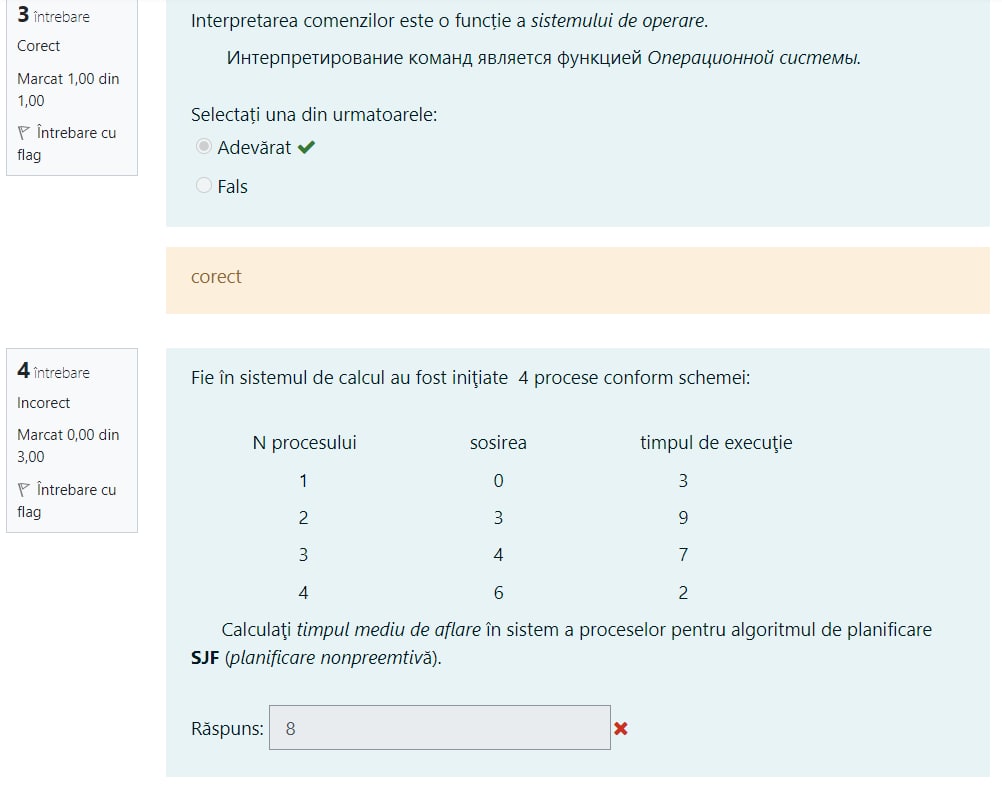 3 întrebare
Corect
Marcat 1,00 din
1,00
Întrebare cu
flag
Interpretarea comenzilor este o funcție a sistemului de operare.
Интерпретирование команд является функцией Операционной системы.
Selectați una din urmatoarele:
Adevărat
Fals
corect
4 întrebare
Incorect
Marcat 0,00 din
3,00
Întrebare cu
flag
Fie în sistemul de calcul au fost iniţiate 4 procese conform schemei:
N procesului sosirea timpul de execuţie
1 0 3
2 3 9
3 4 7
4 6 2
Calculaţi timpul mediu de aflare în sistem a proceselor pentru algoritmul de planificare
SJF (planificare nonpreemtivă).
Răspuns: 8